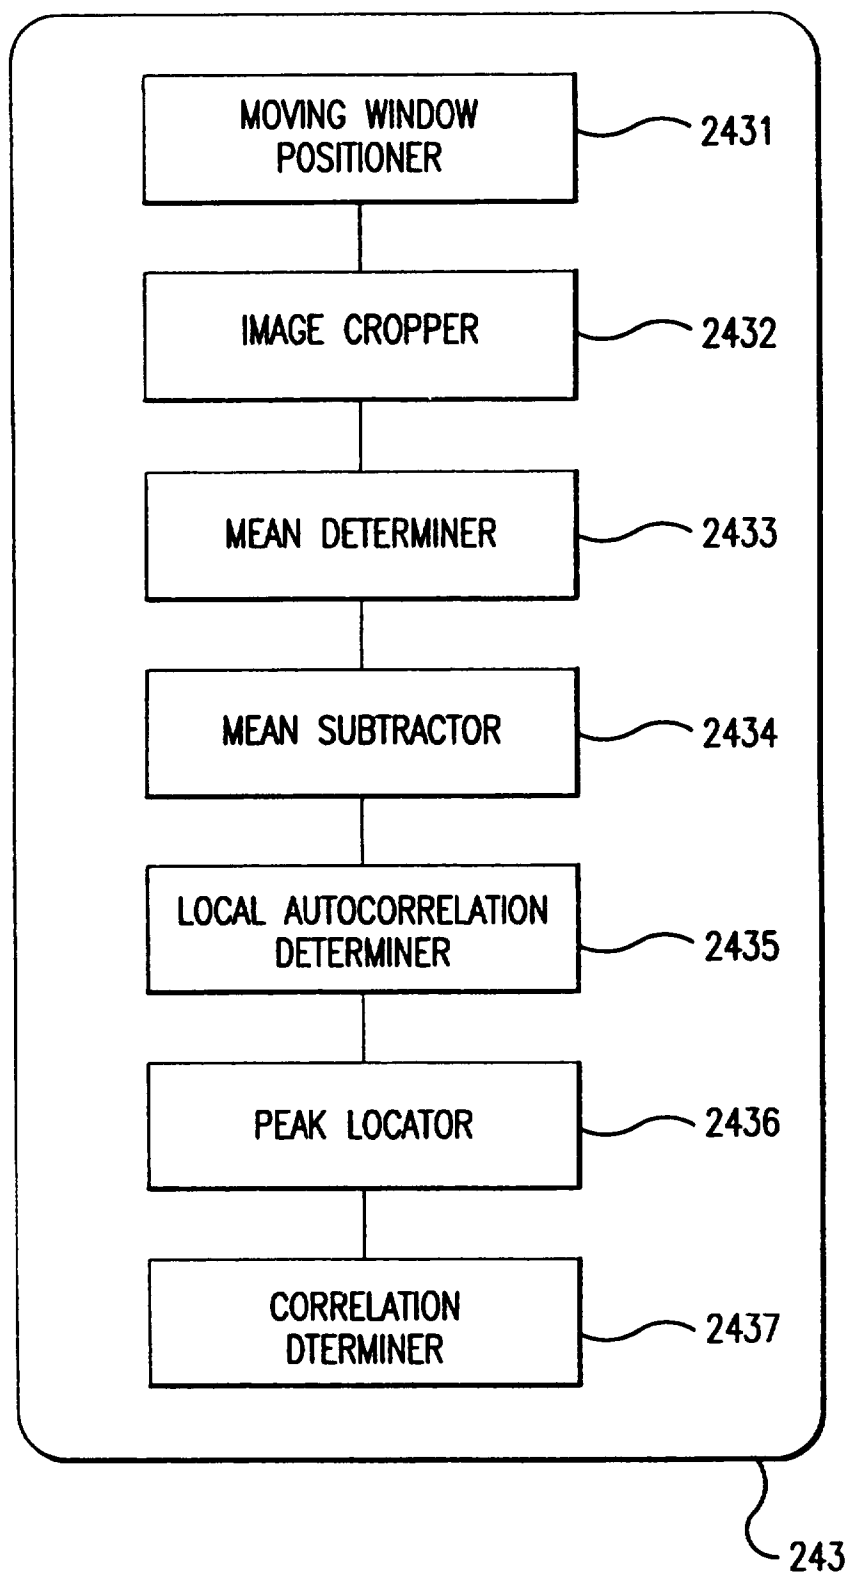 MOVING WINDOW
POSITIONER
2431
IMAGE CROPPER
2432
MEAN DETERMINER
2433
MEAN SUBTRACTOR
2434
LOCAL AUTOCORRELATION
DETERMINER
2435
PEAK LOCATOR
2436
CORRELATION
DTERMINER
2437
243